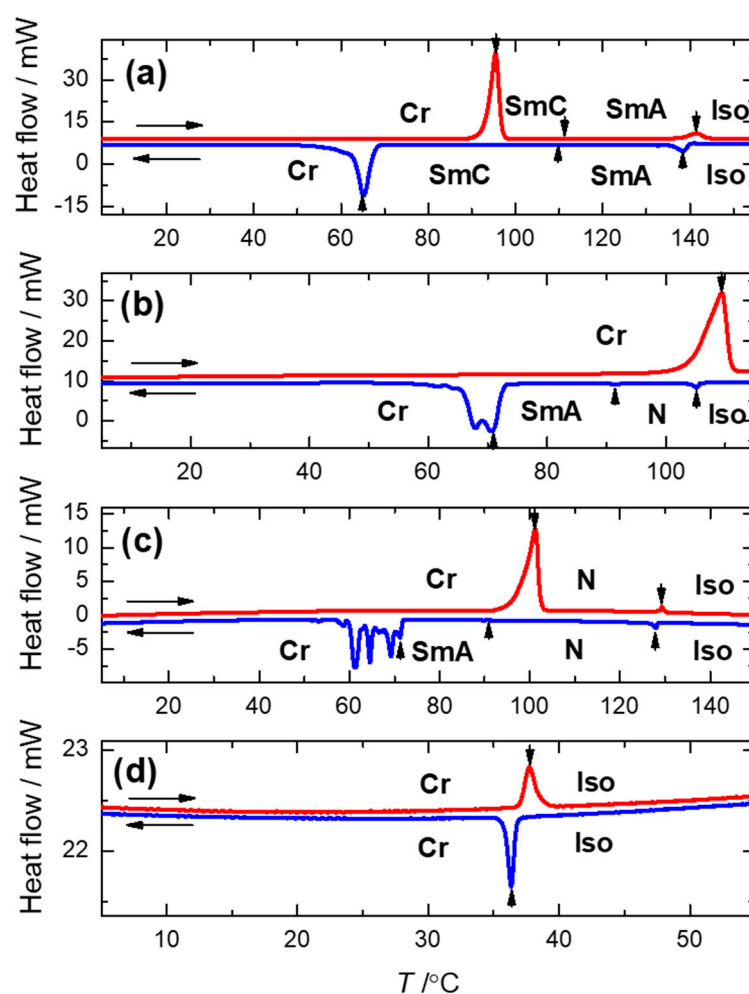 (a)
Heat flow / mW
30
15
0
-15
Cr SmC SmA Iso
Cr SmC SmA Iso
20 40 60 80 100 120 140
(b)
Heat flow / mW
30
20
10
0
Cr
Cr SmA N Iso
20 40 60 80 100
(c)
Heat flow / mW
15
10
5
0
-5
Cr N Iso
Cr SmA N Iso
20 40 60 80 100 120 140
(d)
Heat flow / mW
23
22
Cr Iso
Cr Iso
10 20 30 40 50
T /°C